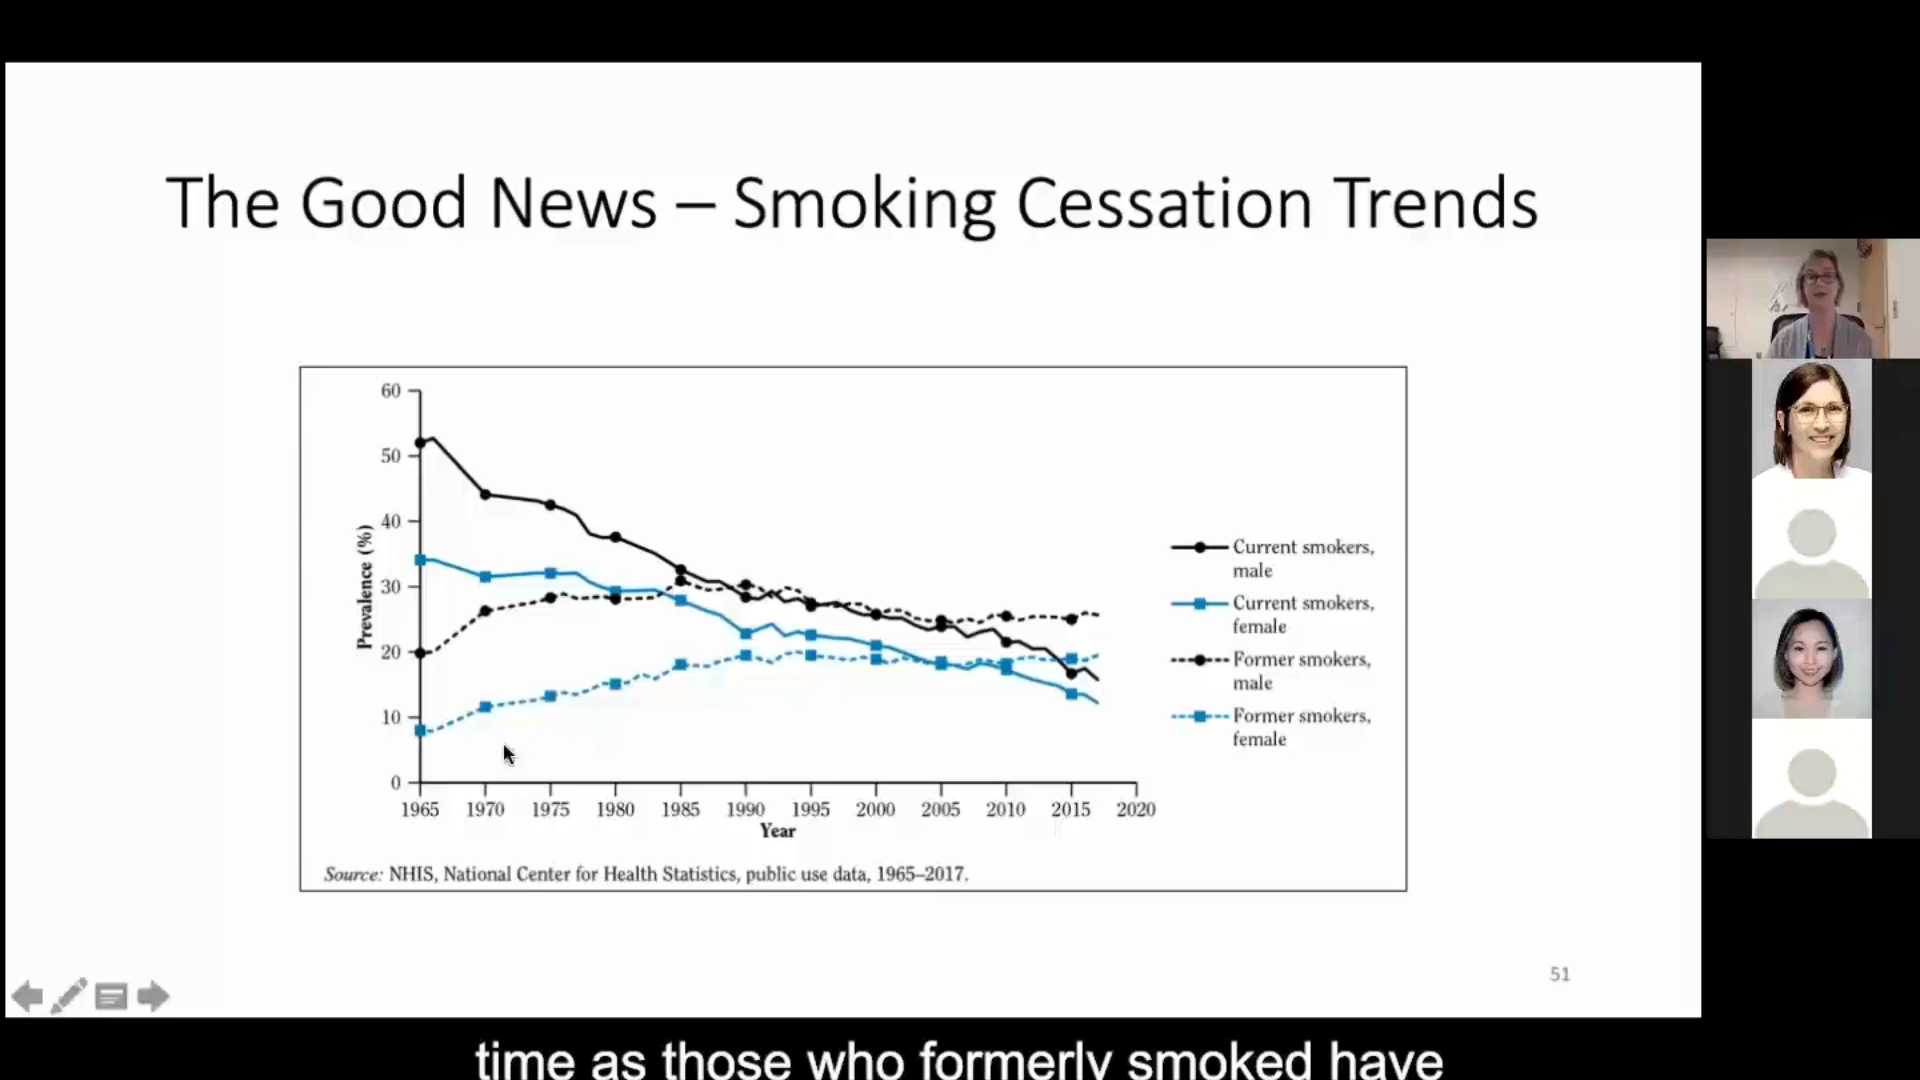 The Good News – Smoking Cessation Trends
60
50
40
30
20
10
0
Prevalence (%)
1965 1970 1975 1980 1985 1990 1995 2000 2005 2010 2015 2020
Year
Current smokers,
male
Current smokers,
female
Former smokers,
male
Former smokers,
female
Source: NHIS, National Center for Health Statistics, public use data, 1965–2017.
51
time as those who formerly smoked have